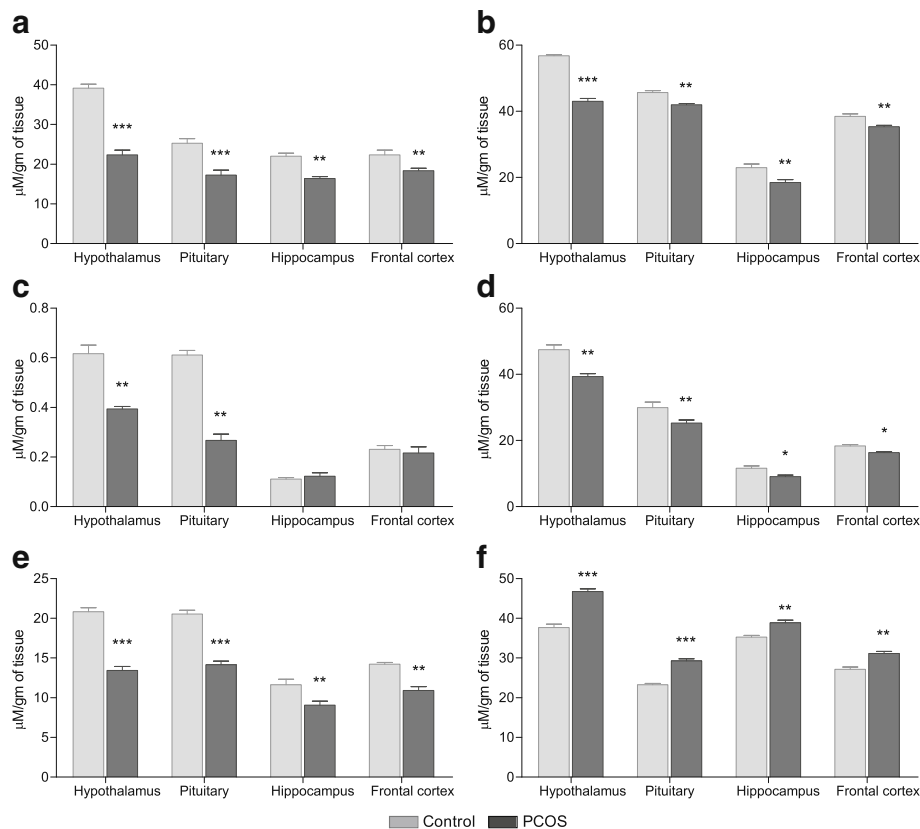 a
50
40
30
20
10
0
μM/gm of tissue
***
***
**
**
Hypothalamus Pituitary Hippocampus Frontal cortex
b
60
40
20
0
μM/gm of tissue
***
**
**
**
Hypothalamus Pituitary Hippocampus Frontal cortex
c
0.8
0.6
0.4
0.2
0.0
μM/gm of tissue
**
**
Hypothalamus Pituitary Hippocampus Frontal cortex
d
60
40
20
0
μM/gm of tissue
**
**
*
*
Hypothalamus Pituitary Hippocampus Frontal cortex
e
25
20
15
10
5
0
μM/gm of tissue
***
***
**
**
Hypothalamus Pituitary Hippocampus Frontal cortex
f
50
40
30
20
10
0
μM/gm of tissue
***
***
**
**
Hypothalamus Pituitary Hippocampus Frontal cortex
Control PCOS